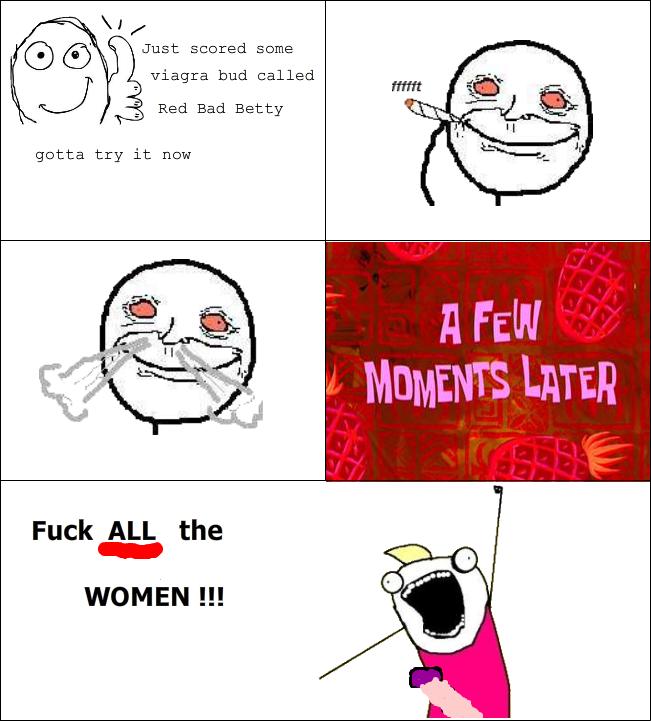 Just scored some
viagra bud called
Red Bad Betty
gotta try it now
ffffft
A FEW
MOMENTS LATER
Fuck ALL the
WOMEN !!!